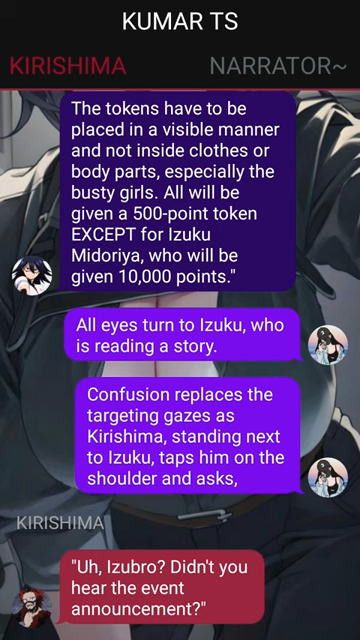 KUMAR TS
KIRISHIMA
NARRATOR~
The tokens have to be
placed in a visible manner
and not inside clothes or
body parts, especially the
busty girls. All will be
given a 500-point token
EXCEPT for Izuku
Midoriya, who will be
given 10,000 points."
All eyes turn to Izuku, who
is reading a story.
Confusion replaces the
targeting gazes as
Kirishima, standing next
to Izuku, taps him on the
shoulder and asks,
KIRISHIMA
"Uh, Izubro? Didn't you
hear the event
announcement?"